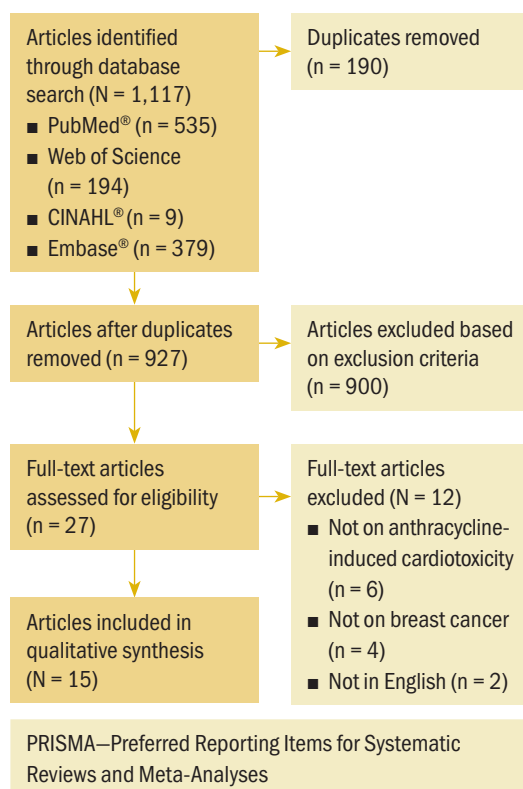 Articles identified
through database
search (N = 1,117)
■ PubMed® (n = 535)
■ Web of Science
(n = 194)
■ CINAHL® (n = 9)
■ Embase® (n = 379)
Duplicates removed
(n = 190)
Articles after duplicates
removed (n = 927)
Articles excluded based
on exclusion criteria
(n = 900)
Full-text articles
assessed for eligibility
(n = 27)
Full-text articles
excluded (N = 12)
■ Not on anthracycline-
induced cardiotoxicity
(n = 6)
■ Not on breast cancer
(n = 4)
■ Not in English (n = 2)
Articles included in
qualitative synthesis
(N = 15)
PRISMA—Preferred Reporting Items for Systematic
Reviews and Meta-Analyses